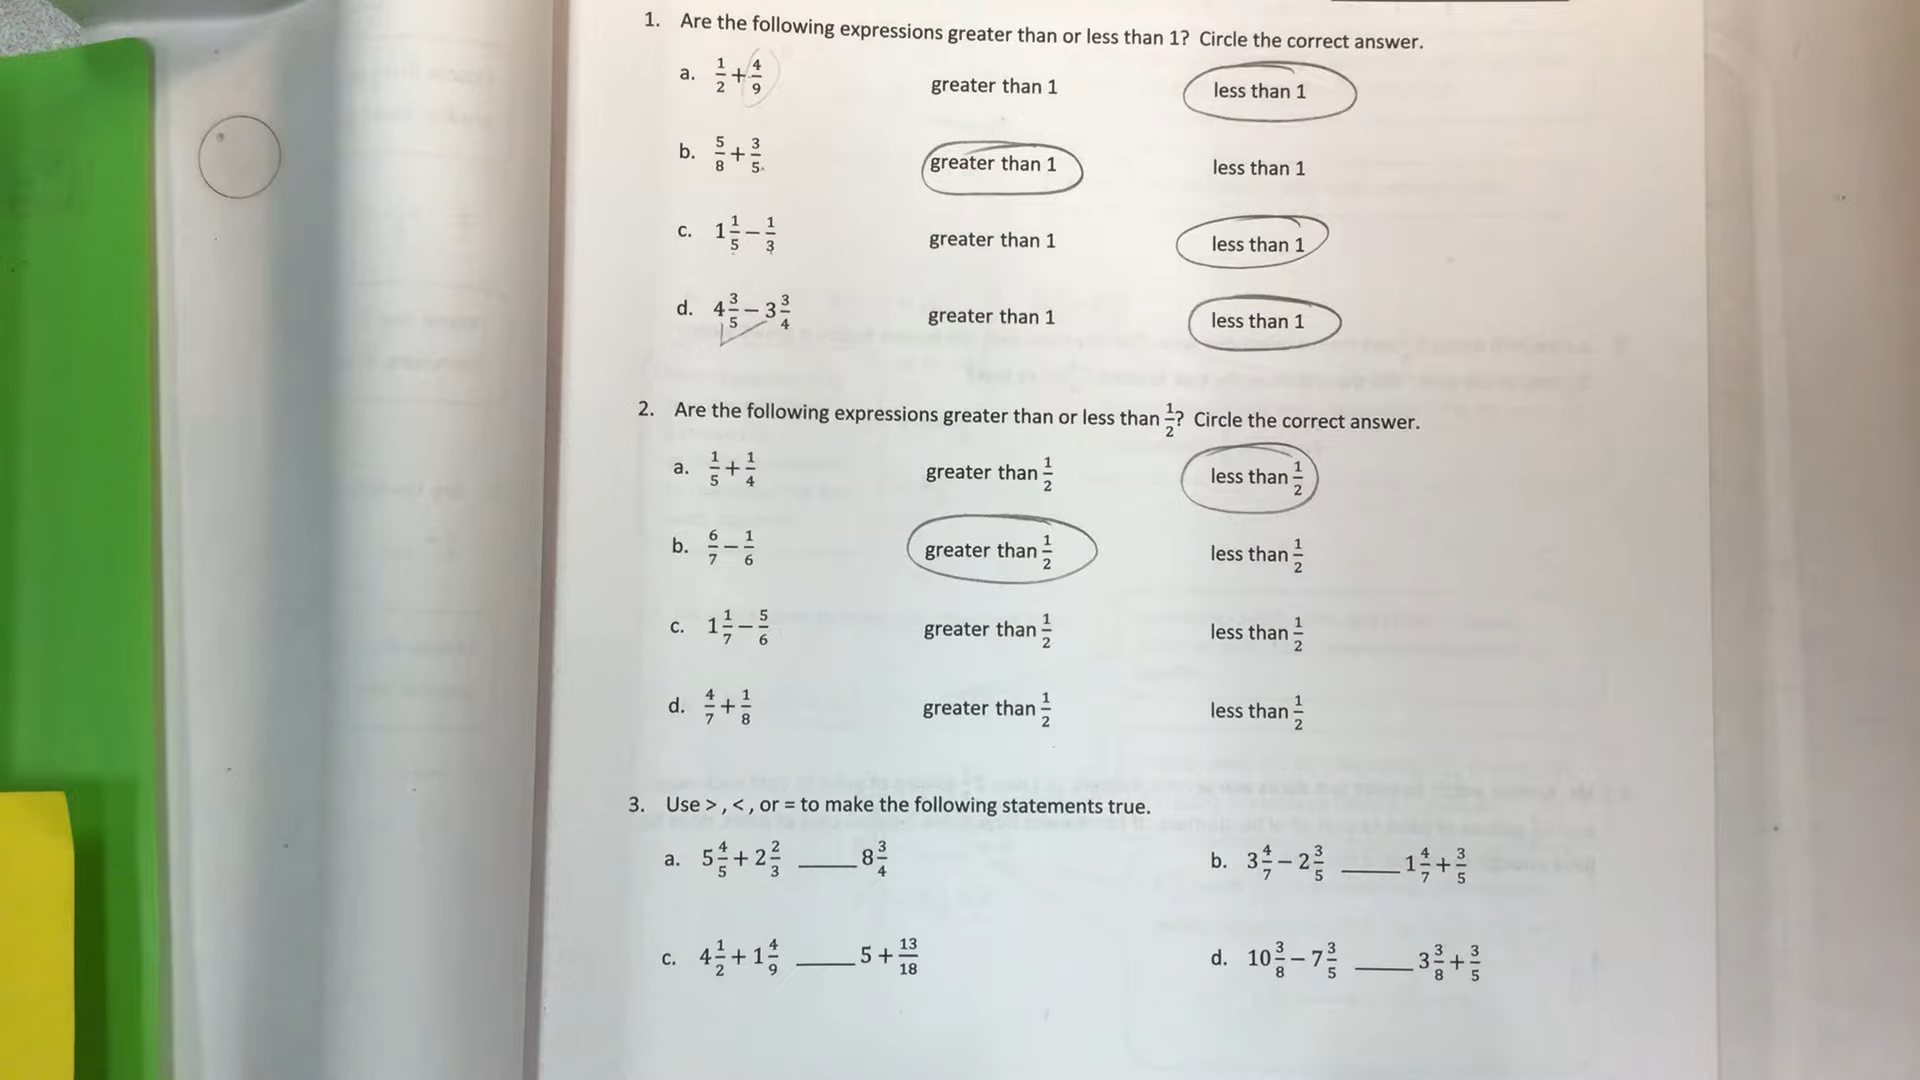 1. Are the following expressions greater than or less than 1? Circle the correct answer.
a. 1/2 + 4/9 greater than 1 less than 1
b. 5/8 + 3/5 greater than 1 less than 1
c. 1 1/5 − 1/3 greater than 1 less than 1
d. 4 3/5 − 3 3/4 greater than 1 less than 1
2. Are the following expressions greater than or less than 1/2? Circle the correct answer.
a. 1/5 + 1/4 greater than 1/2 less than 1/2
b. 6/7 − 1/6 greater than 1/2 less than 1/2
c. 1 1/7 − 5/6 greater than 1/2 less than 1/2
d. 4/7 + 1/8 greater than 1/2 less than 1/2
3. Use > , < , or = to make the following statements true.
a. 5 4/5 + 2 2/3 _____ 8 3/4 b. 3 4/7 − 2 3/5 _____ 1 4/7 + 3/5
c. 4 1/2 + 1 4/9 _____ 5 + 13/18 d. 10 3/8 − 7 3/5 _____ 3 3/8 + 3/5